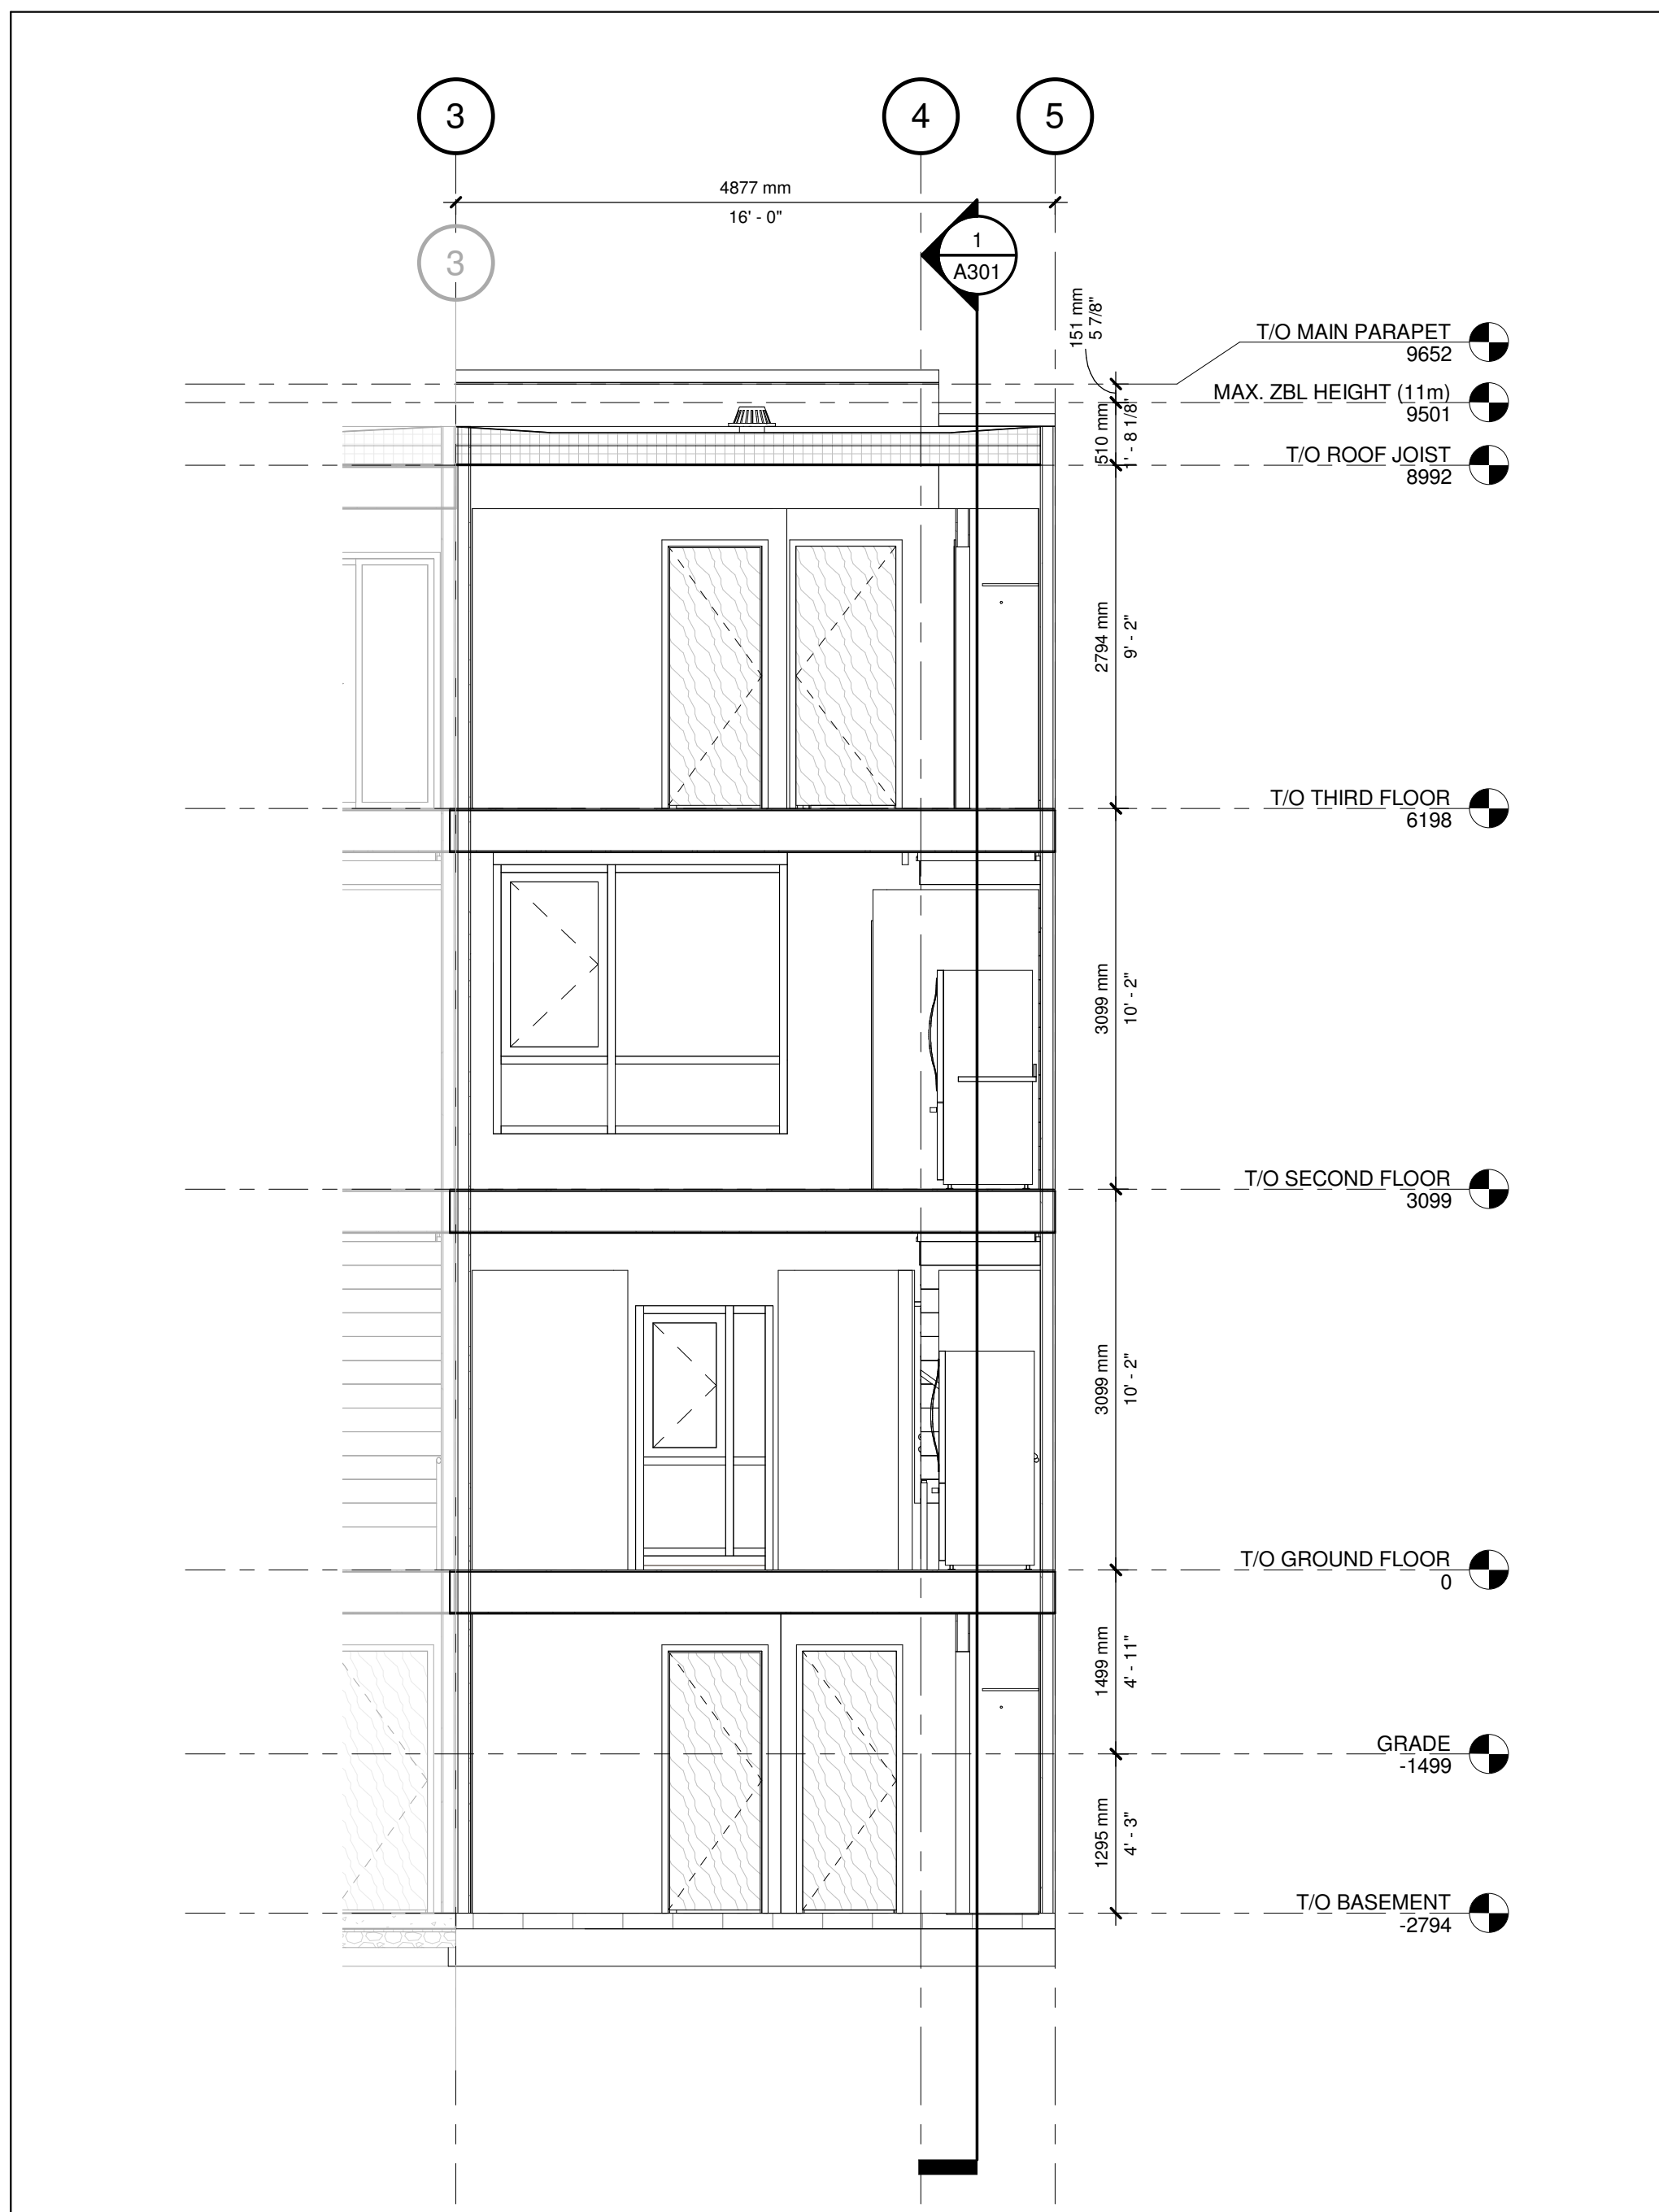 3
4
5
4877 mm
16' - 0"
3
1
A301
151 mm
5 7/8"
T/O MAIN PARAPET
9652
MAX. ZBL HEIGHT (11m)
9501
510 mm
1' - 8 1/8"
T/O ROOF JOIST
8992
2794 mm
9' - 2"
T/O THIRD FLOOR
6198
3099 mm
10' - 2"
T/O SECOND FLOOR
3099
3099 mm
10' - 2"
T/O GROUND FLOOR
0
1499 mm
4' - 11"
GRADE
-1499
1295 mm
4' - 3"
T/O BASEMENT
-2794